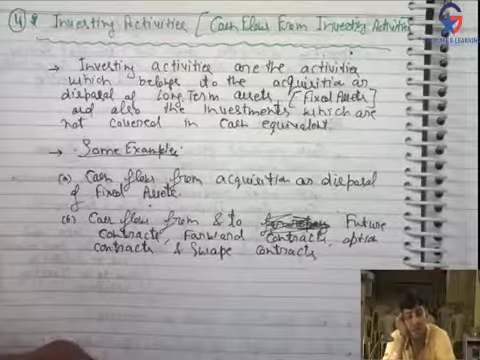 4) Investing Activities [Cash flow From Investing Activities
→ Investing activities are the activities
which belongs to the acquisition or
disposal of Long Term assets [Fixed Assets]
and also the Investments which are
not covered in cash equivalent.
→ Some Example:
(a) Cash flow from acquisition or disposal
of Fixed Assets.
(b) Cash flow from & to Future
contracts, Forward contracts, option
contracts & Swape contracts